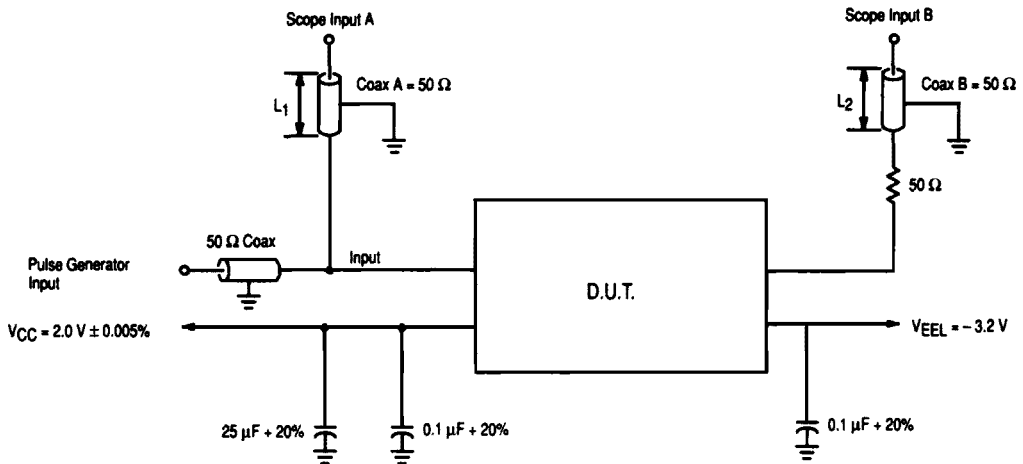 Scope Input A
Scope Input B
L1
Coax A = 50 Ω
L2
Coax B = 50 Ω
50 Ω
50 Ω Coax
Pulse Generator
Input
Input
D.U.T.
VCC = 2.0 V ± 0.005%
VEEL = – 3.2 V
25 µF + 20%
0.1 µF + 20%
0.1 µF + 20%